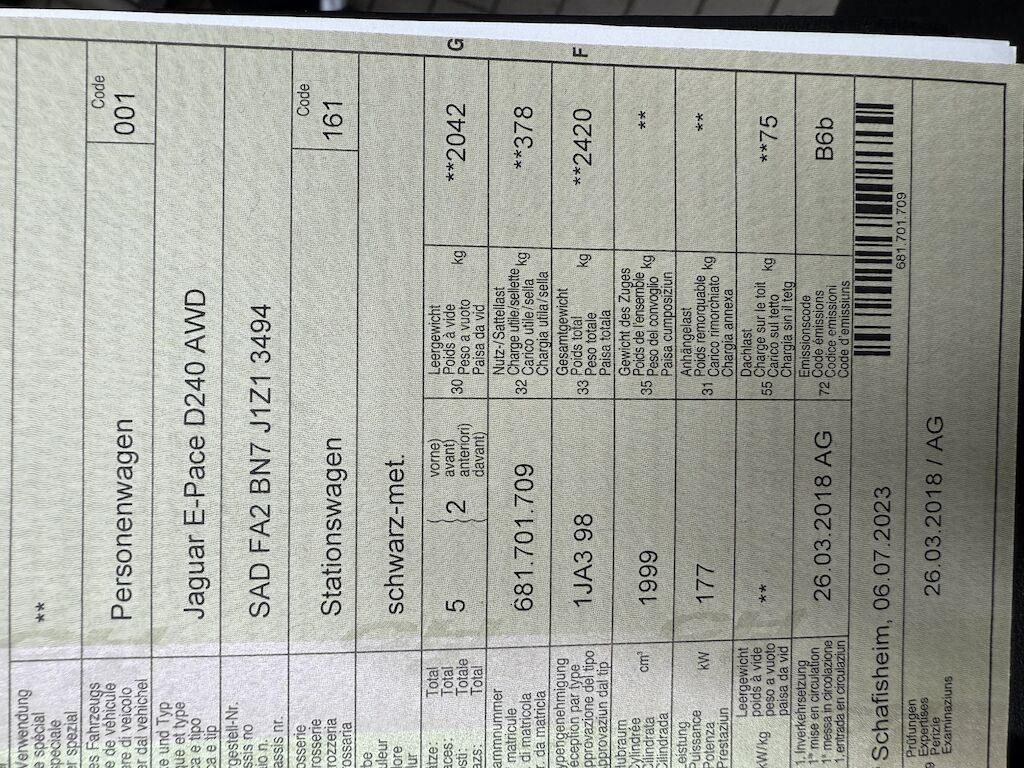 Verwendung **
e speciale
speciale
er spezial
es Fahrzeugs Personenwagen Code
e de véhicule 001
ere di veicolo
er dal vehichel
e und Typ Jaguar E-Pace D240 AWD
que et type
ca e tipo
ca e tip
gestell-Nr. SAD FA2 BN7 J1Z1 3494
ssis no
io n.
assis nr.
osserie Stationswagen Code
rosserie 161
rozzeria
ossaria
be schwarz-met.
uleur
ore
lur
ätze: Total 5 2 vorne) 30 Leergewicht **2042 G
aces: Total avant) Poids à vide
osti: Totale anteriori) Peso a vuoto kg
azs: Total davant) Paisa da vid
ammnummer 681.701.709 32 Nutz-/Sattellast **378
matricule Charge utile/sellette kg
di matricola Carico utile/sella
. da matricla Chargia utila/sella
ypengenehmigung 1JA3 98 33 Gesamtgewicht **2420 F
éception par type Poids total kg
pprovazione del tipo Peso totale
pprovaziun dal tip Paisa totala
ubraum 1999 35 Gewicht des Zuges **
ylindrée cm³ Poids de l'ensemble
ilindrata Peso del convoglio kg
ilindrada Paisa cumposiziun
Leistung 177 31 Anhängelast **
Puissance kW Poids remorquable kg
Potenza Carico rimorchiato
Prestaziun Chargia annexa
kW/kg Leergewicht ** 55 Dachlast **75
poids à vide Charge sur le toit kg
peso a vuoto Carico sul tetto
paisa da vid Chargia sin il tetg
1. Inverkehrsetzung 26.03.2018 AG 72 Emissionscode B6b
1re mise en circulation Code émissions
1a messa in circolazione Codice emissioni
1. entrada en circulaziun Code d'emissiuns
Schafisheim, 06.07.2023
681.701.709
Prüfungen 26.03.2018 / AG
Expertises
Perizie
Examinaziuns